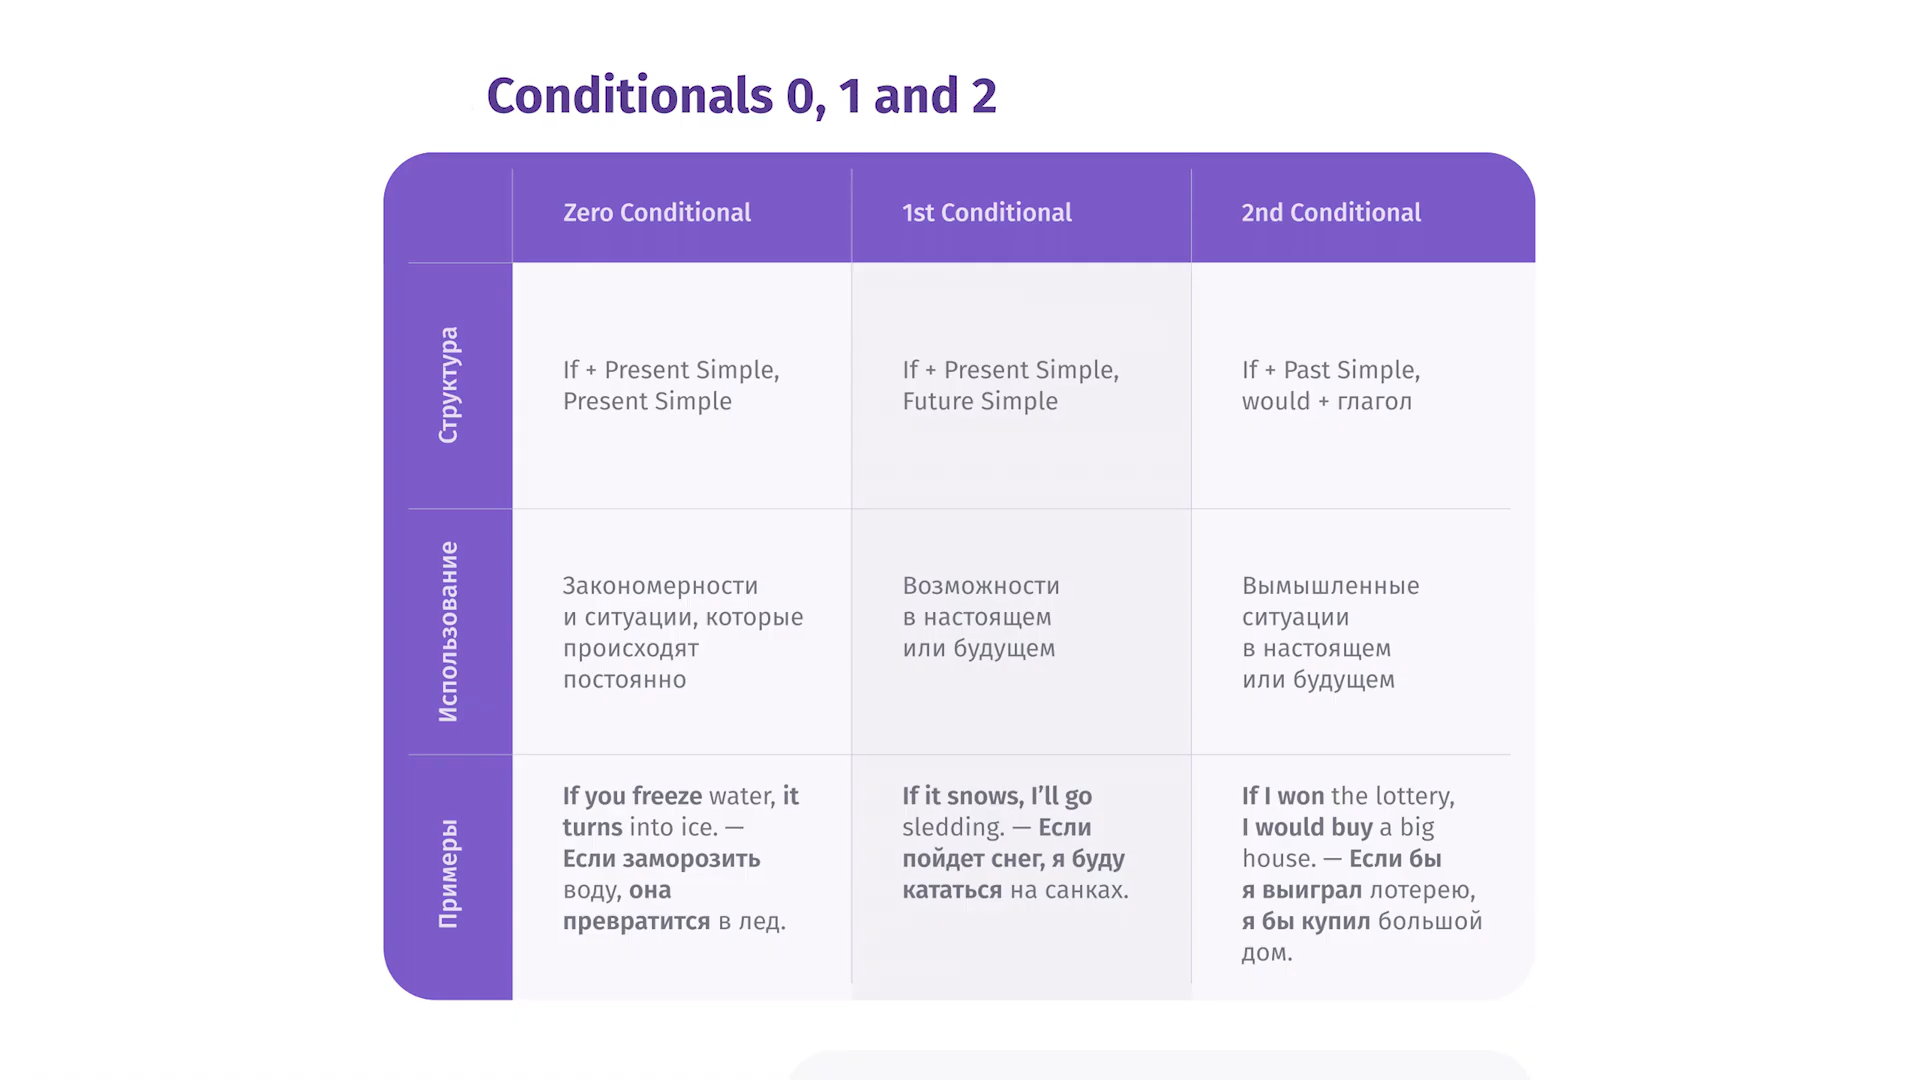 Conditionals 0, 1 and 2
Zero Conditional
1st Conditional
2nd Conditional
Структура
If + Present Simple,
Present Simple
If + Present Simple,
Future Simple
If + Past Simple,
would + глагол
Использование
Закономерности
и ситуации, которые
происходят
постоянно
Возможности
в настоящем
или будущем
Вымышленные
ситуации
в настоящем
или будущем
Примеры
If you freeze water, it
turns into ice. —
Если заморозить
воду, она
превратится в лед.
If it snows, I’ll go
sledding. — Если
пойдет снег, я буду
кататься на санках.
If I won the lottery,
I would buy a big
house. — Если бы
я выиграл лотерею,
я бы купил большой
дом.